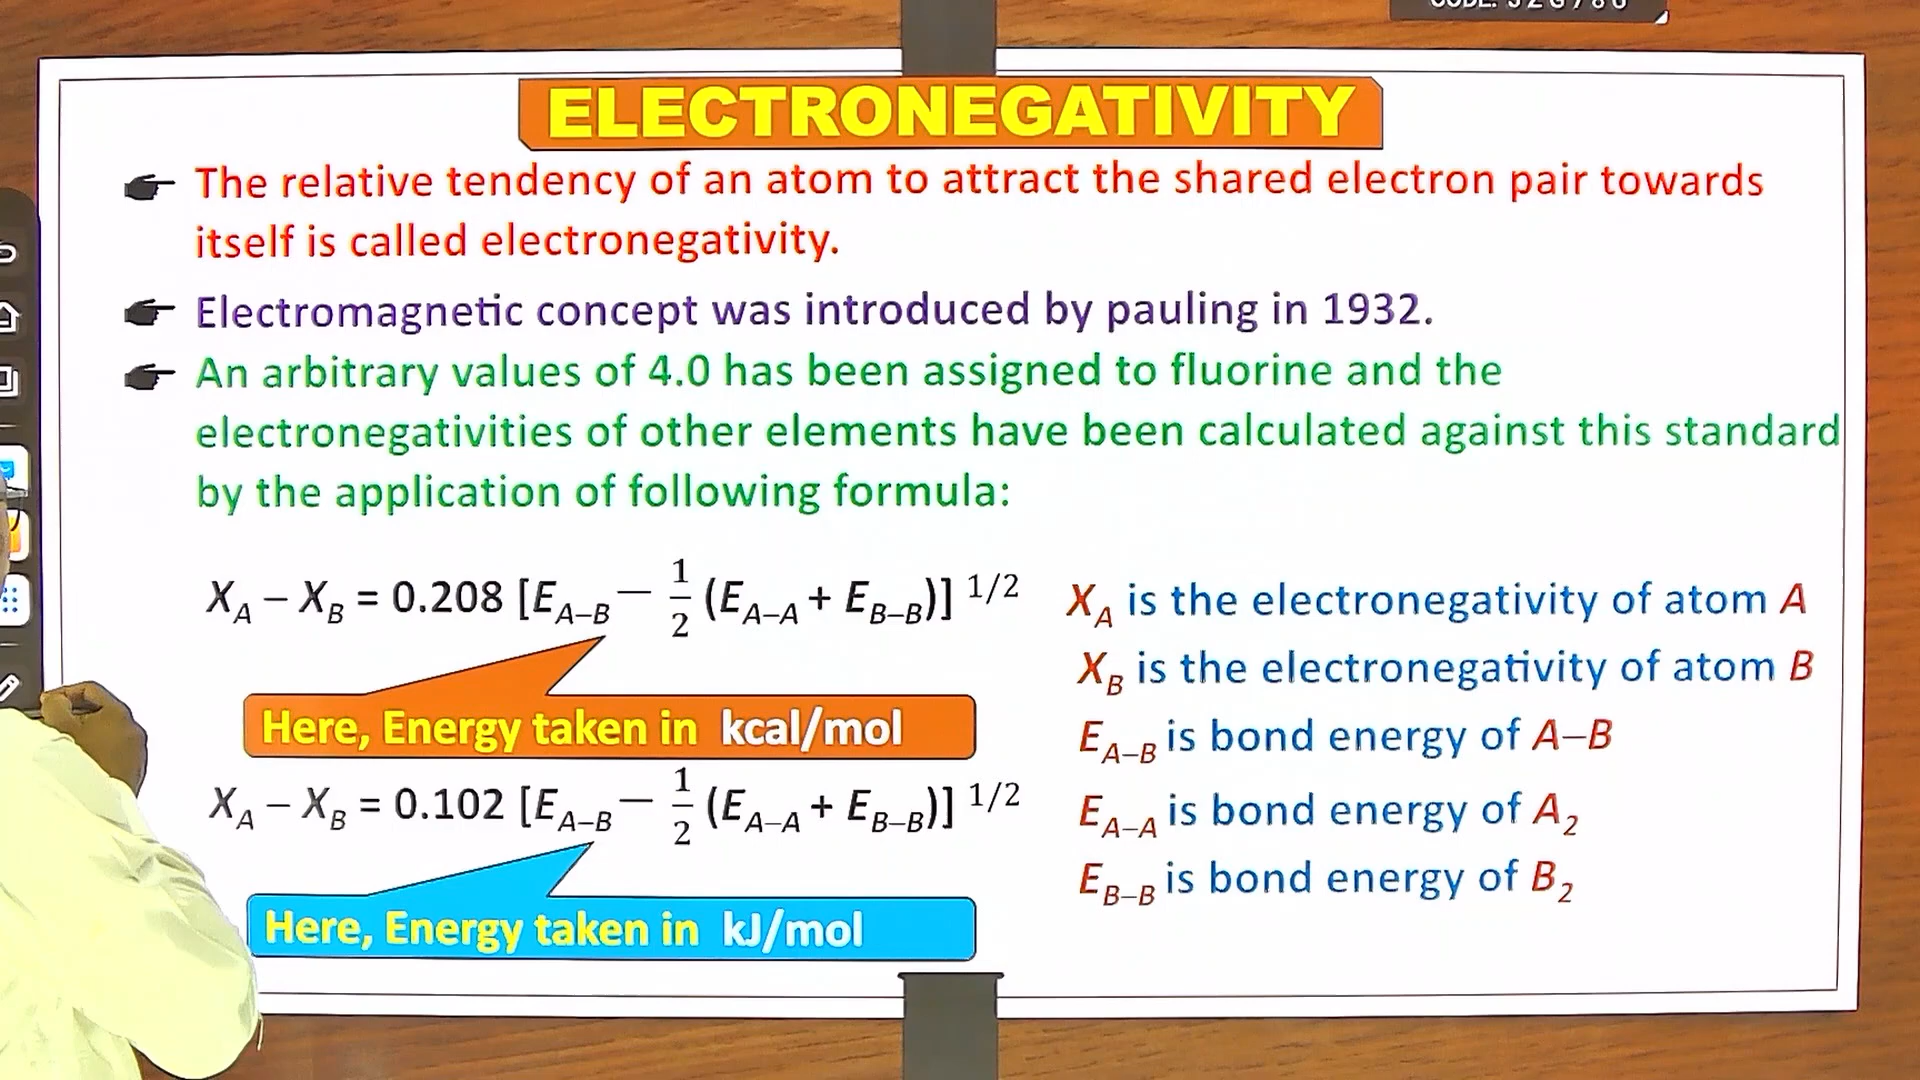 ELECTRONEGATIVITY
The relative tendency of an atom to attract the shared electron pair towards
itself is called electronegativity.
Electromagnetic concept was introduced by pauling in 1932.
An arbitrary values of 4.0 has been assigned to fluorine and the
electronegativities of other elements have been calculated against this standard
by the application of following formula:
X_A – X_B = 0.208 [E_A–B – 1/2 (E_A–A + E_B–B)] ^1/2
X_A is the electronegativity of atom A
X_B is the electronegativity of atom B
Here, Energy taken in kcal/mol
E_A–B is bond energy of A–B
X_A – X_B = 0.102 [E_A–B – 1/2 (E_A–A + E_B–B)] ^1/2
E_A–A is bond energy of A_2
E_B–B is bond energy of B_2
Here, Energy taken in kJ/mol